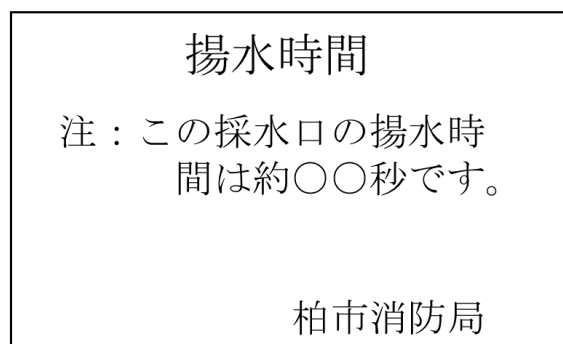 揚水時間
注：この採水口の揚水時
間は約○○秒です。
柏市消防局